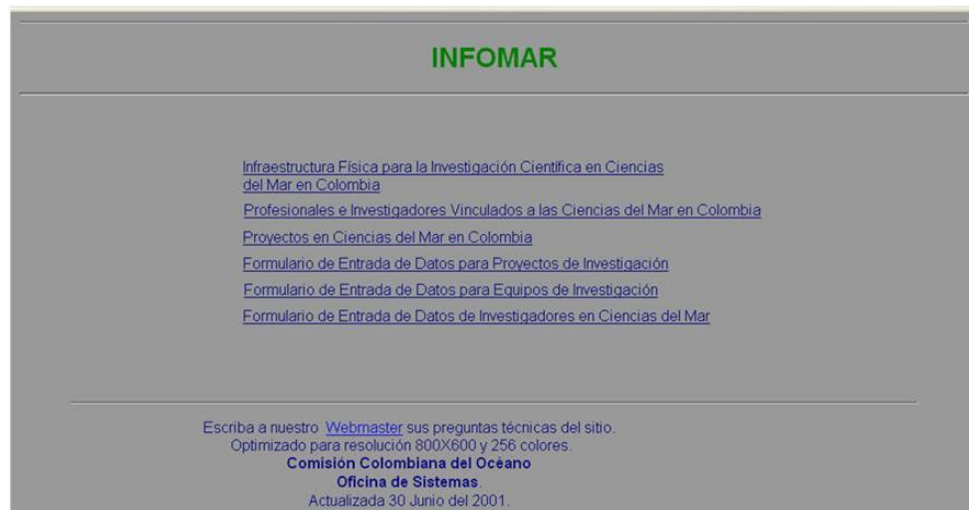 INFOMAR
Infraestructura Física para la Investigación Científica en Ciencias
del Mar en Colombia
Profesionales e Investigadores Vinculados a las Ciencias del Mar en Colombia
Proyectos en Ciencias del Mar en Colombia
Formulario de Entrada de Datos para Proyectos de Investigación
Formulario de Entrada de Datos para Equipos de Investigación
Formulario de Entrada de Datos de Investigadores en Ciencias del Mar
Escriba a nuestro Webmaster sus preguntas técnicas del sitio.
Optimizado para resolución 800X600 y 256 colores.
Comisión Colombiana del Océano
Oficina de Sistemas.
Actualizada 30 Junio del 2001.